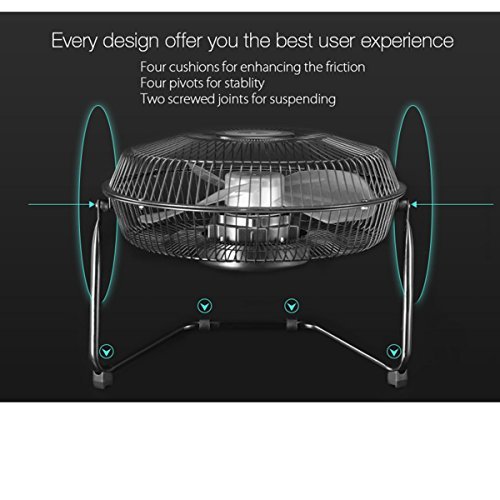 Every design offer you the best user experience
Four cushions for enhancing the friction
Four pivots for stablity
Two screwed joints for suspending